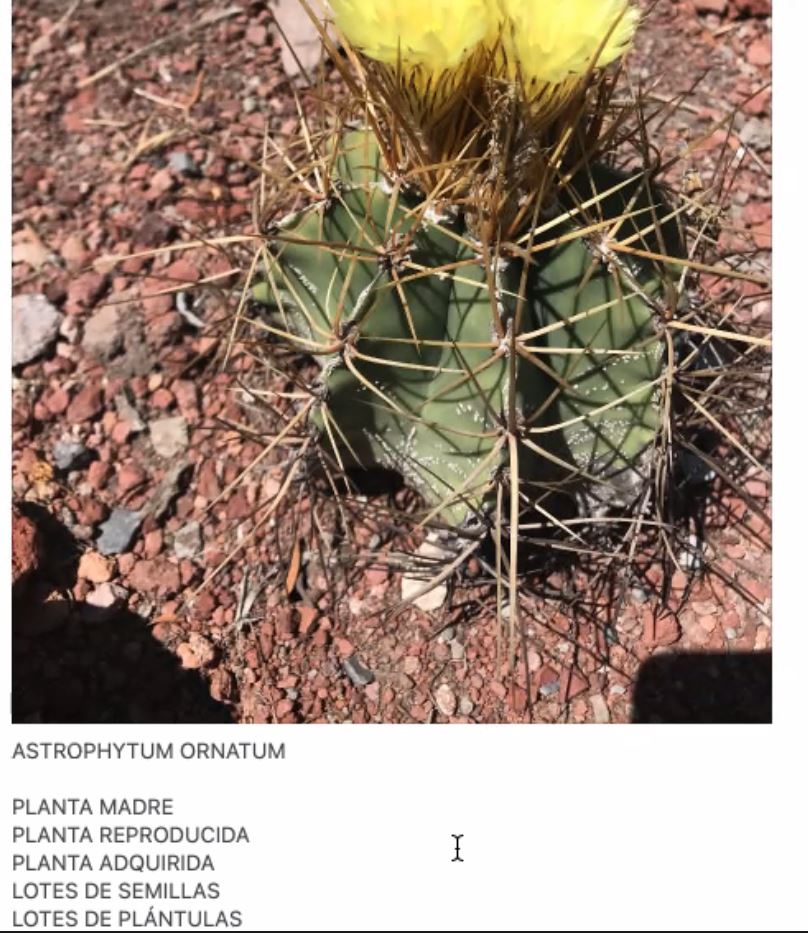 ASTROPHYTUM ORNATUM
PLANTA MADRE
PLANTA REPRODUCIDA
PLANTA ADQUIRIDA
LOTES DE SEMILLAS
LOTES DE PLÁNTULAS